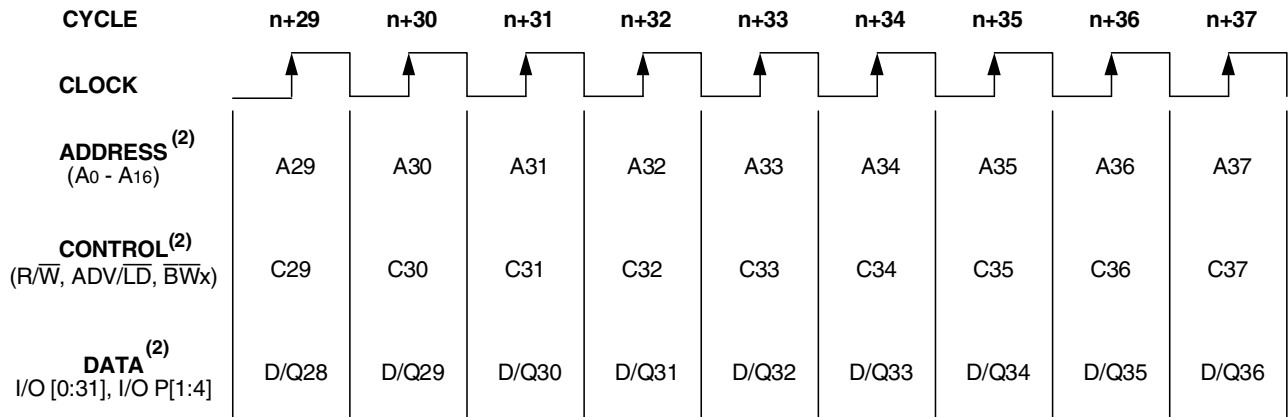 CYCLE n+29 n+30 n+31 n+32 n+33 n+34 n+35 n+36 n+37
CLOCK
ADDRESS(2)
(A0 - A16) A29 A30 A31 A32 A33 A34 A35 A36 A37
CONTROL(2)
(R/W̅, ADV/L̅D̅, B̅W̅x) C29 C30 C31 C32 C33 C34 C35 C36 C37
DATA(2)
I/O [0:31], I/O P[1:4] D/Q28 D/Q29 D/Q30 D/Q31 D/Q32 D/Q33 D/Q34 D/Q35 D/Q36